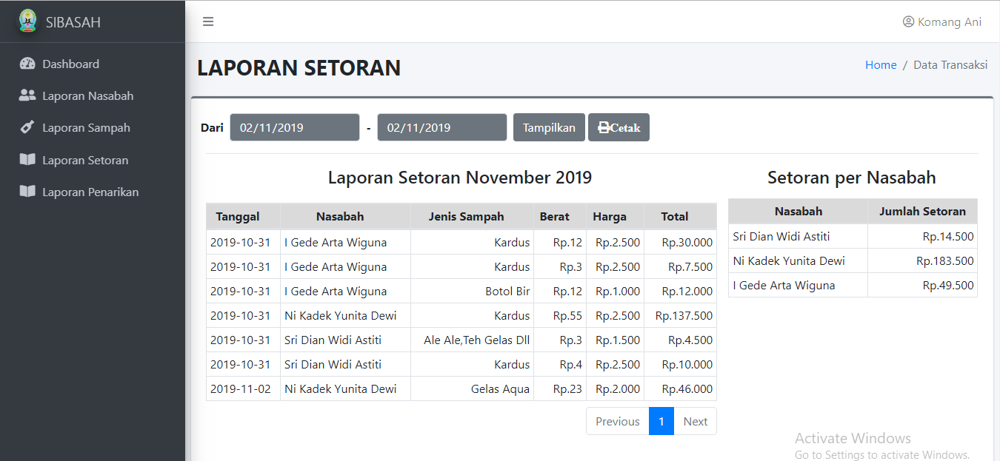 SIBASAH
Komang Ani
Dashboard
Laporan Nasabah
Laporan Sampah
Laporan Setoran
Laporan Penarikan
LAPORAN SETORAN
Home / Data Transaksi
Dari 02/11/2019 - 02/11/2019 Tampilkan Cetak
Laporan Setoran November 2019
Tanggal Nasabah Jenis Sampah Berat Harga Total
2019-10-31 I Gede Arta Wiguna Kardus Rp.12 Rp.2.500 Rp.30.000
2019-10-31 I Gede Arta Wiguna Kardus Rp.3 Rp.2.500 Rp.7.500
2019-10-31 I Gede Arta Wiguna Botol Bir Rp.12 Rp.1.000 Rp.12.000
2019-10-31 Ni Kadek Yunita Dewi Kardus Rp.55 Rp.2.500 Rp.137.500
2019-10-31 Sri Dian Widi Astiti Ale Ale,Teh Gelas Dll Rp.3 Rp.1.500 Rp.4.500
2019-10-31 Sri Dian Widi Astiti Kardus Rp.4 Rp.2.500 Rp.10.000
2019-11-02 Ni Kadek Yunita Dewi Gelas Aqua Rp.23 Rp.2.000 Rp.46.000
Previous 1 Next
Setoran per Nasabah
Nasabah Jumlah Setoran
Sri Dian Widi Astiti Rp.14.500
Ni Kadek Yunita Dewi Rp.183.500
I Gede Arta Wiguna Rp.49.500
Activate Windows
Go to Settings to activate Windows.